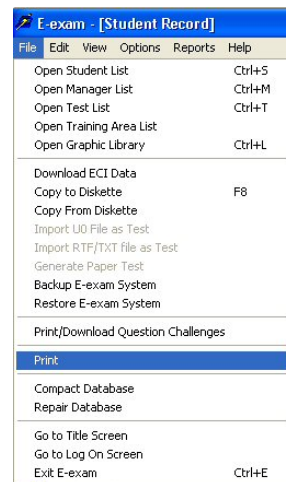 E-exam - [Student Record]
File Edit View Options Reports Help
Open Student List Ctrl+S
Open Manager List Ctrl+M
Open Test List Ctrl+T
Open Training Area List
Open Graphic Library Ctrl+L
Download ECI Data
Copy to Diskette F8
Copy From Diskette
Import U0 File as Test
Import RTF/TXT file as Test
Generate Paper Test
Backup E-exam System
Restore E-exam System
Print/Download Question Challenges
Print
Compact Database
Repair Database
Go to Title Screen
Go to Log On Screen
Exit E-exam Ctrl+E